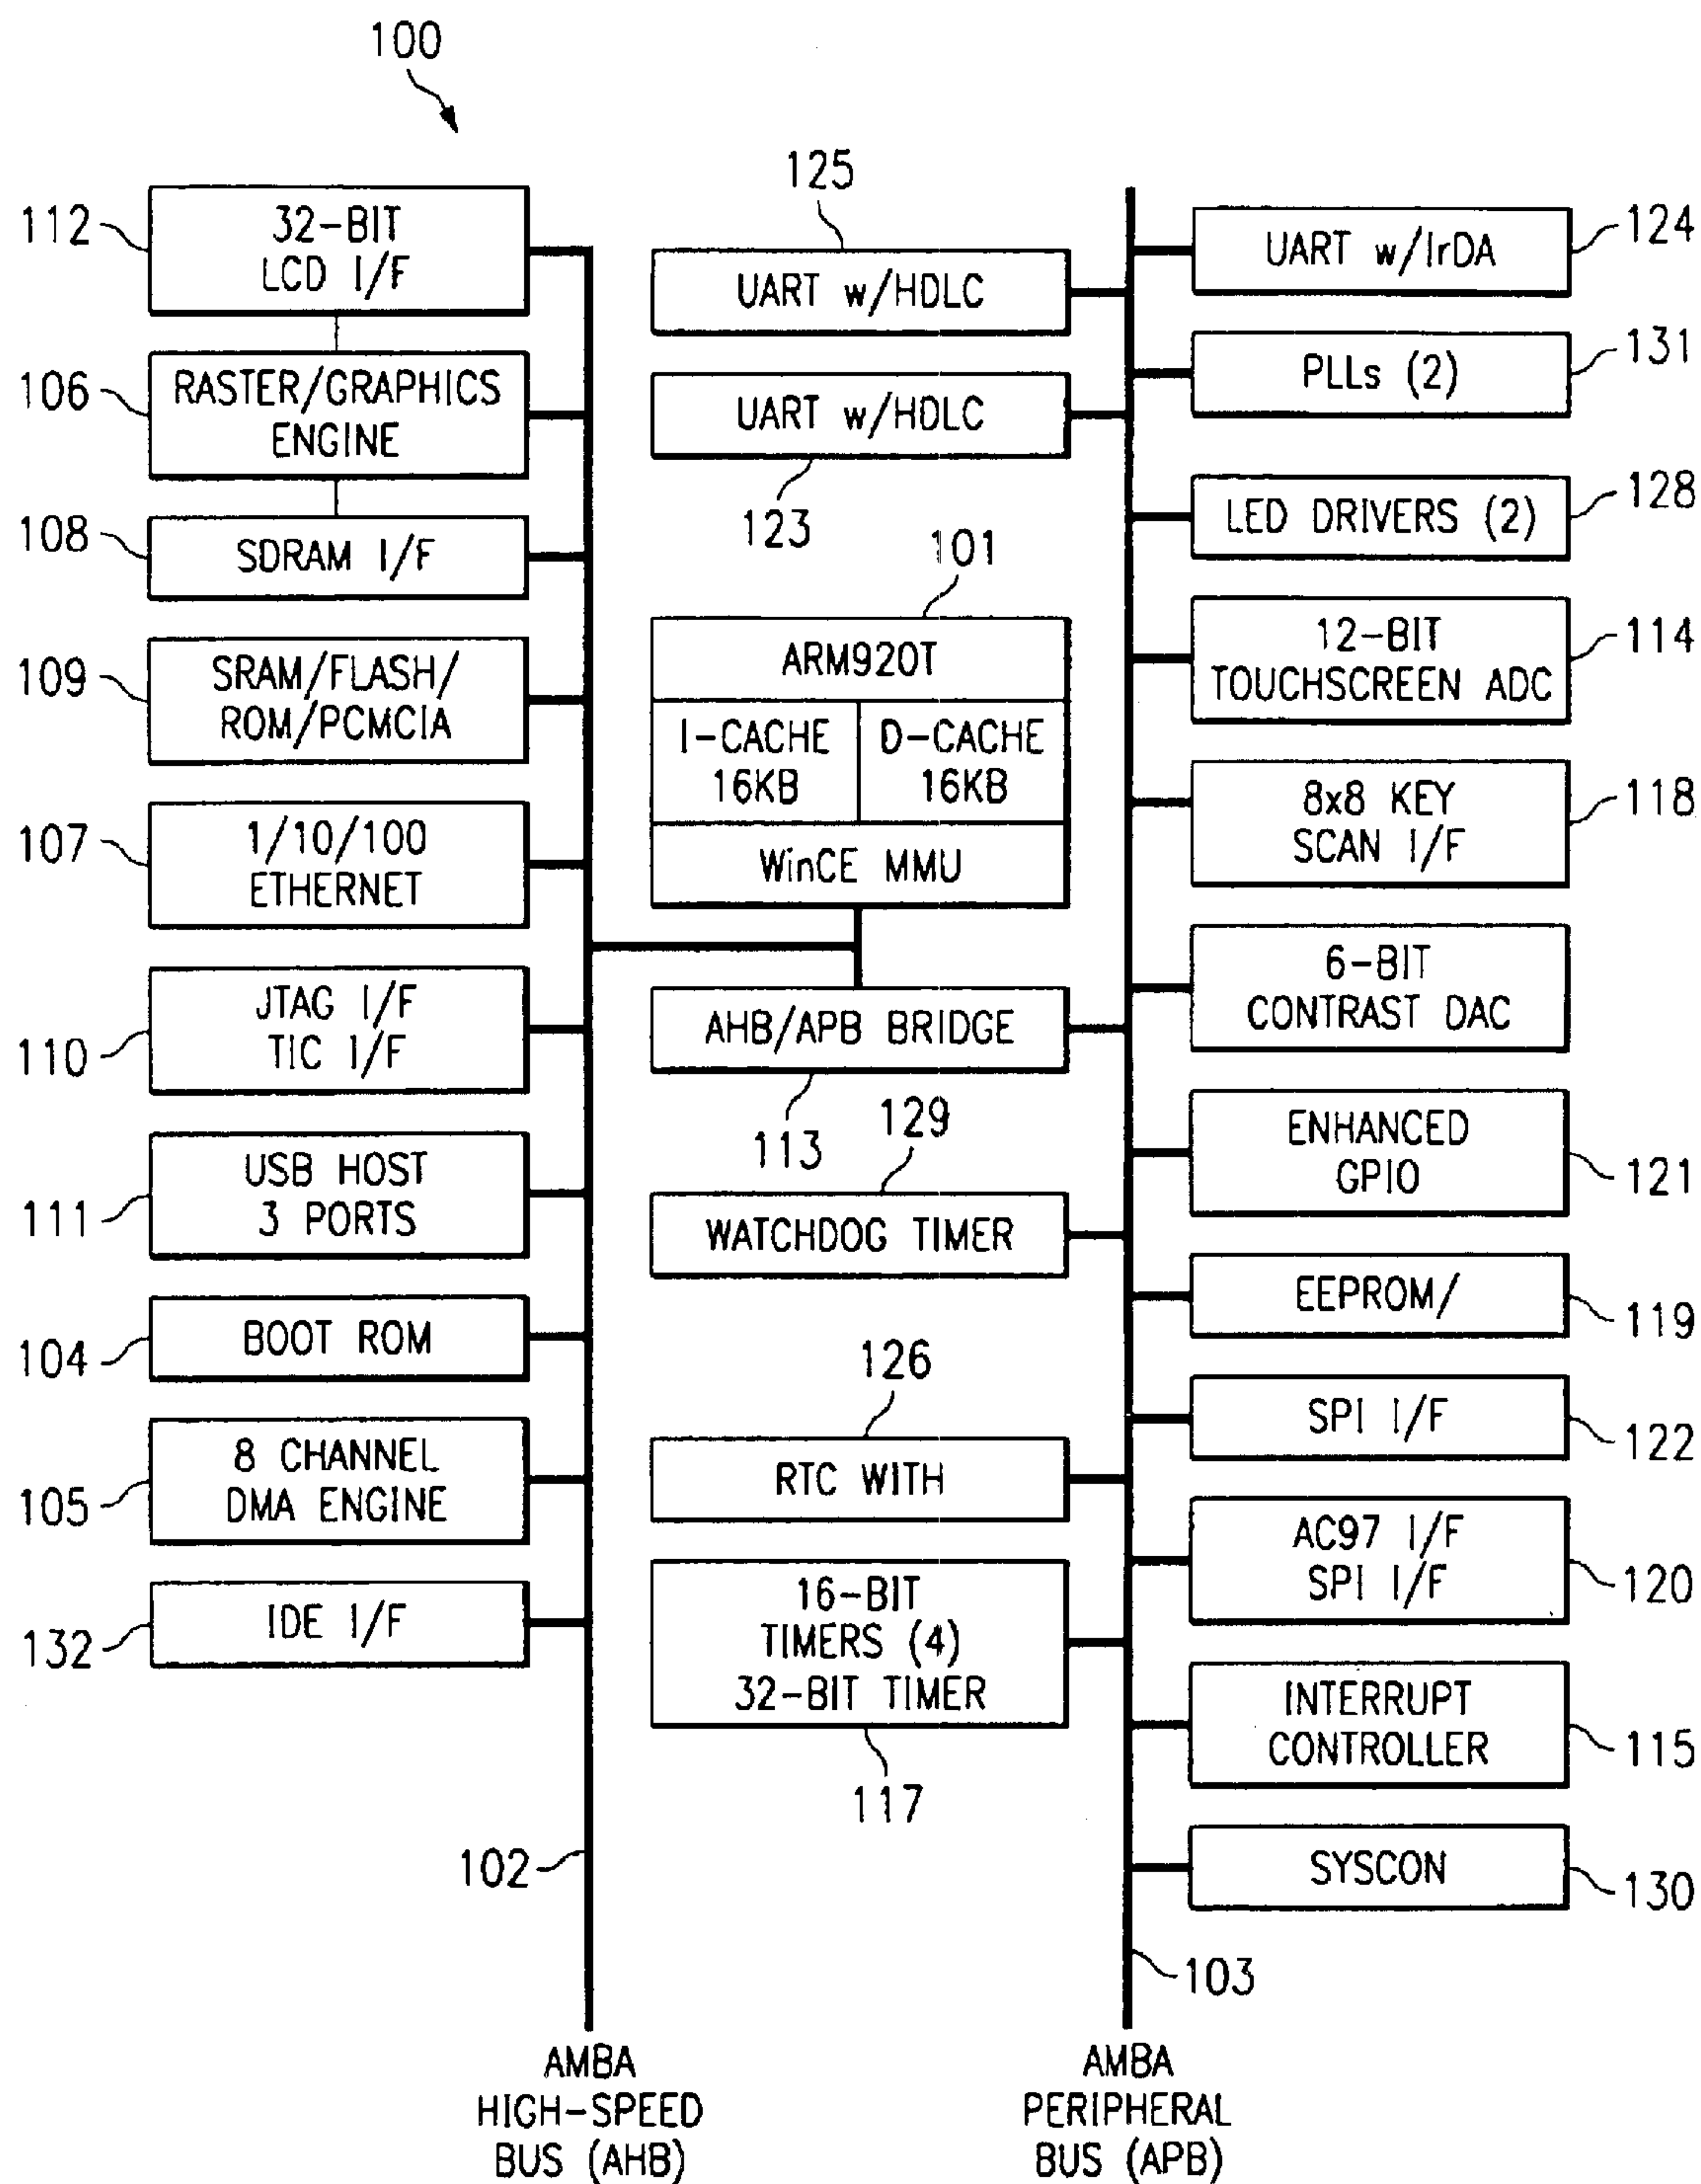 100
112
32-BIT
LCD I/F
106
RASTER/GRAPHICS
ENGINE
108
SDRAM I/F
109
SRAM/FLASH/
ROM/PCMCIA
107
1/10/100
ETHERNET
110
JTAG I/F
TIC I/F
111
USB HOST
3 PORTS
104
BOOT ROM
105
8 CHANNEL
DMA ENGINE
132
IDE I/F
102
AMBA
HIGH-SPEED
BUS (AHB)
125
UART w/HDLC
UART w/HDLC
123
101
ARM920T
I-CACHE
16KB
D-CACHE
16KB
WinCE MMU
AHB/APB BRIDGE
113
129
WATCHDOG TIMER
126
RTC WITH
16-BIT
TIMERS (4)
32-BIT TIMER
117
UART w/IrDA
124
PLLs (2)
131
LED DRIVERS (2)
128
12-BIT
TOUCHSCREEN ADC
114
8x8 KEY
SCAN I/F
118
6-BIT
CONTRAST DAC
ENHANCED
GPIO
121
EEPROM/
119
SPI I/F
122
AC97 I/F
SPI I/F
120
INTERRUPT
CONTROLLER
115
SYSCON
130
103
AMBA
PERIPHERAL
BUS (APB)